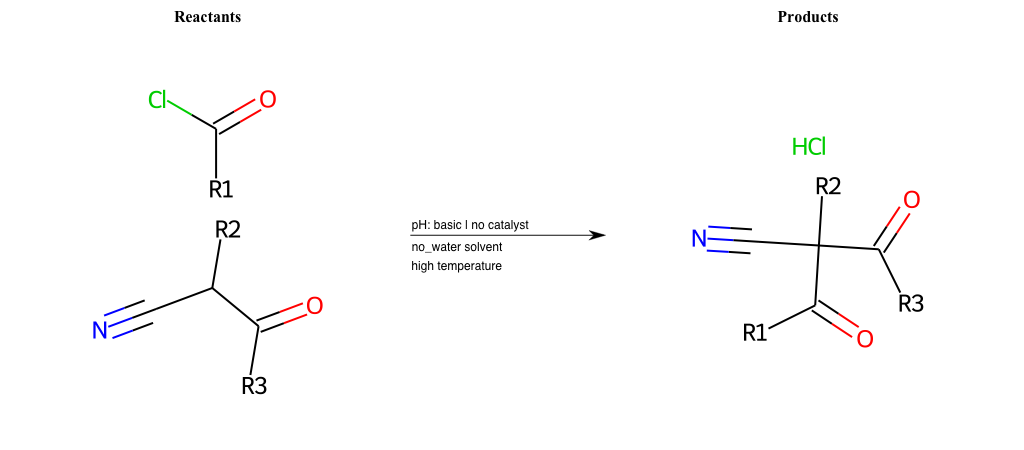 Reactants
Products
Cl
O
R1
R2
N
O
R3
pH: basic | no catalyst
no_water solvent
high temperature
HCl
R2
O
N
R3
R1
O